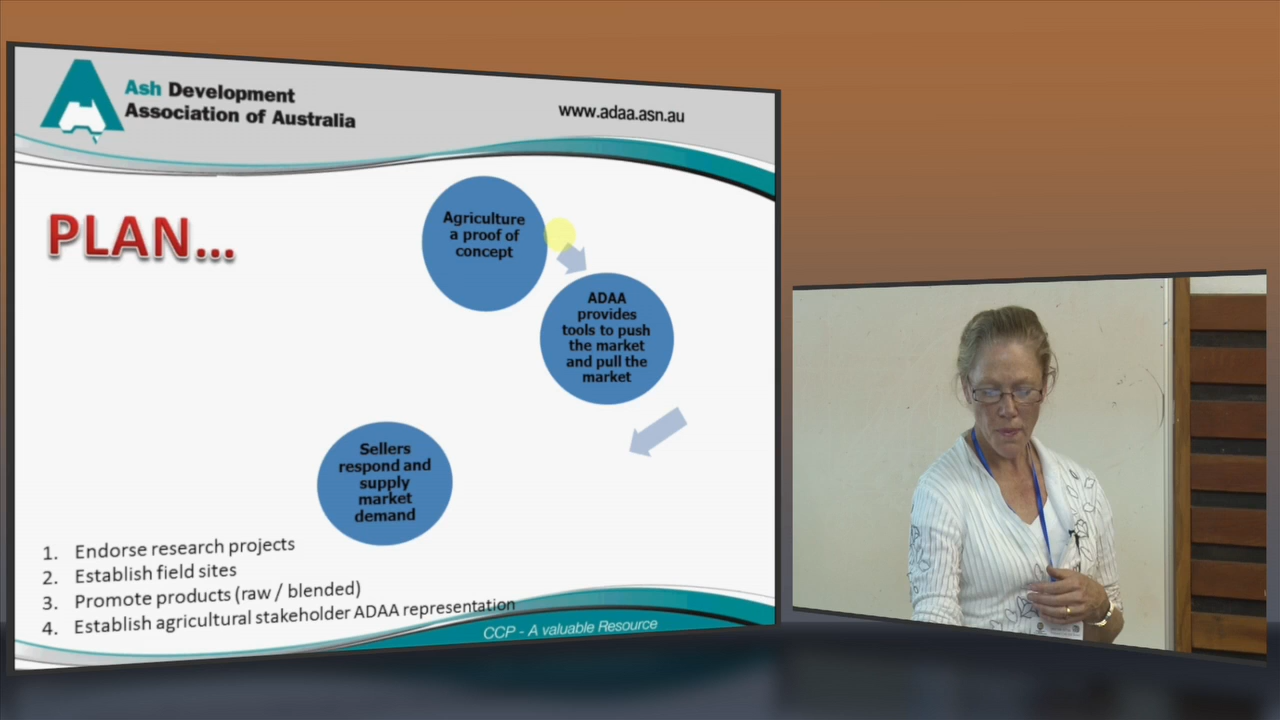 Ash Development
Association of Australia
www.adaa.asn.au
PLAN...
Agriculture
a proof of
concept
ADAA
provides
tools to push
the market
and pull the
market
Sellers
respond and
supply
market
demand
1. Endorse research projects
2. Establish field sites
3. Promote products (raw / blended)
4. Establish agricultural stakeholder ADAA representation
CCP - A valuable Resource